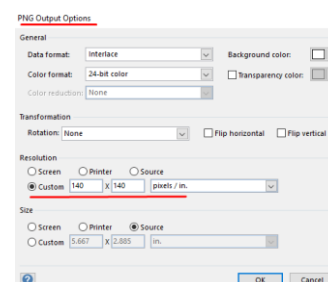 PNG Output Options
General
Data format: Interlace Background color:
Color format: 24-bit color Transparency color:
Color reduction: None
Transformation
Rotation: None Flip horizontal Flip vertical
Resolution
Screen Printer Source
Custom 140 X 140 pixels / in.
Size
Screen Printer Source
Custom 5.667 X 2.885 in.
? OK Cancel